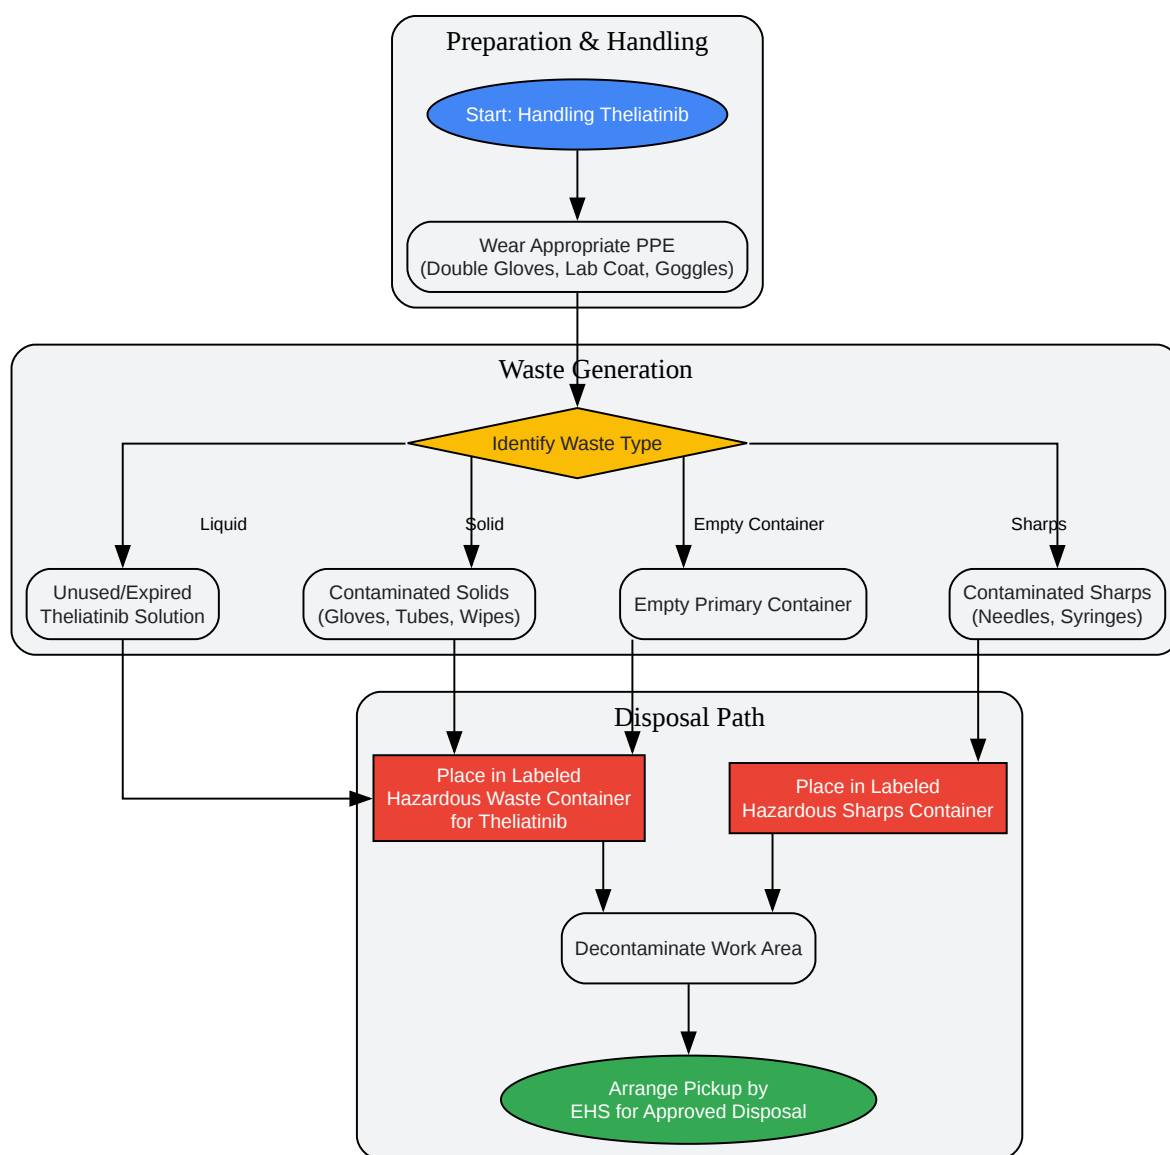 Preparation & Handling
Start: Handling Theliatinib
Wear Appropriate PPE
(Double Gloves, Lab Coat, Goggles)
Waste Generation
Identify Waste Type
Liquid
Solid
Empty Container
Sharps
Unused/Expired
Theliatinib Solution
Contaminated Solids
(Gloves, Tubes, Wipes)
Empty Primary Container
Contaminated Sharps
(Needles, Syringes)
Disposal Path
Place in Labeled
Hazardous Waste Container
for Theliatinib
Place in Labeled
Hazardous Sharps Container
Decontaminate Work Area
Arrange Pickup by
EHS for Approved Disposal